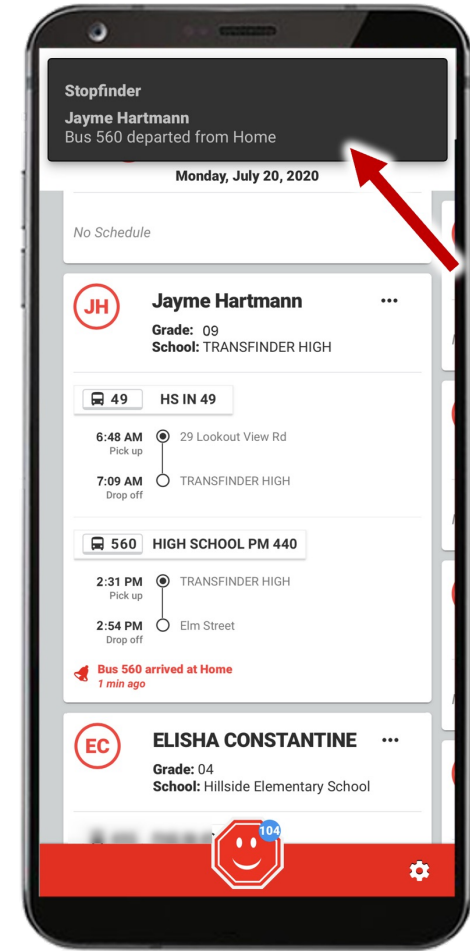 Stopfinder
Jayme Hartmann
Bus 560 departed from Home
Monday, July 20, 2020
No Schedule
JH
Jayme Hartmann
Grade: 09
School: TRANSFINDER HIGH
49 HS IN 49
6:48 AM 29 Lookout View Rd
Pick up
7:09 AM TRANSFINDER HIGH
Drop off
560 HIGH SCHOOL PM 440
2:31 PM TRANSFINDER HIGH
Pick up
2:54 PM Elm Street
Drop off
Bus 560 arrived at Home
1 min ago
EC
ELISHA CONSTANTINE
Grade: 04
School: Hillside Elementary School
104